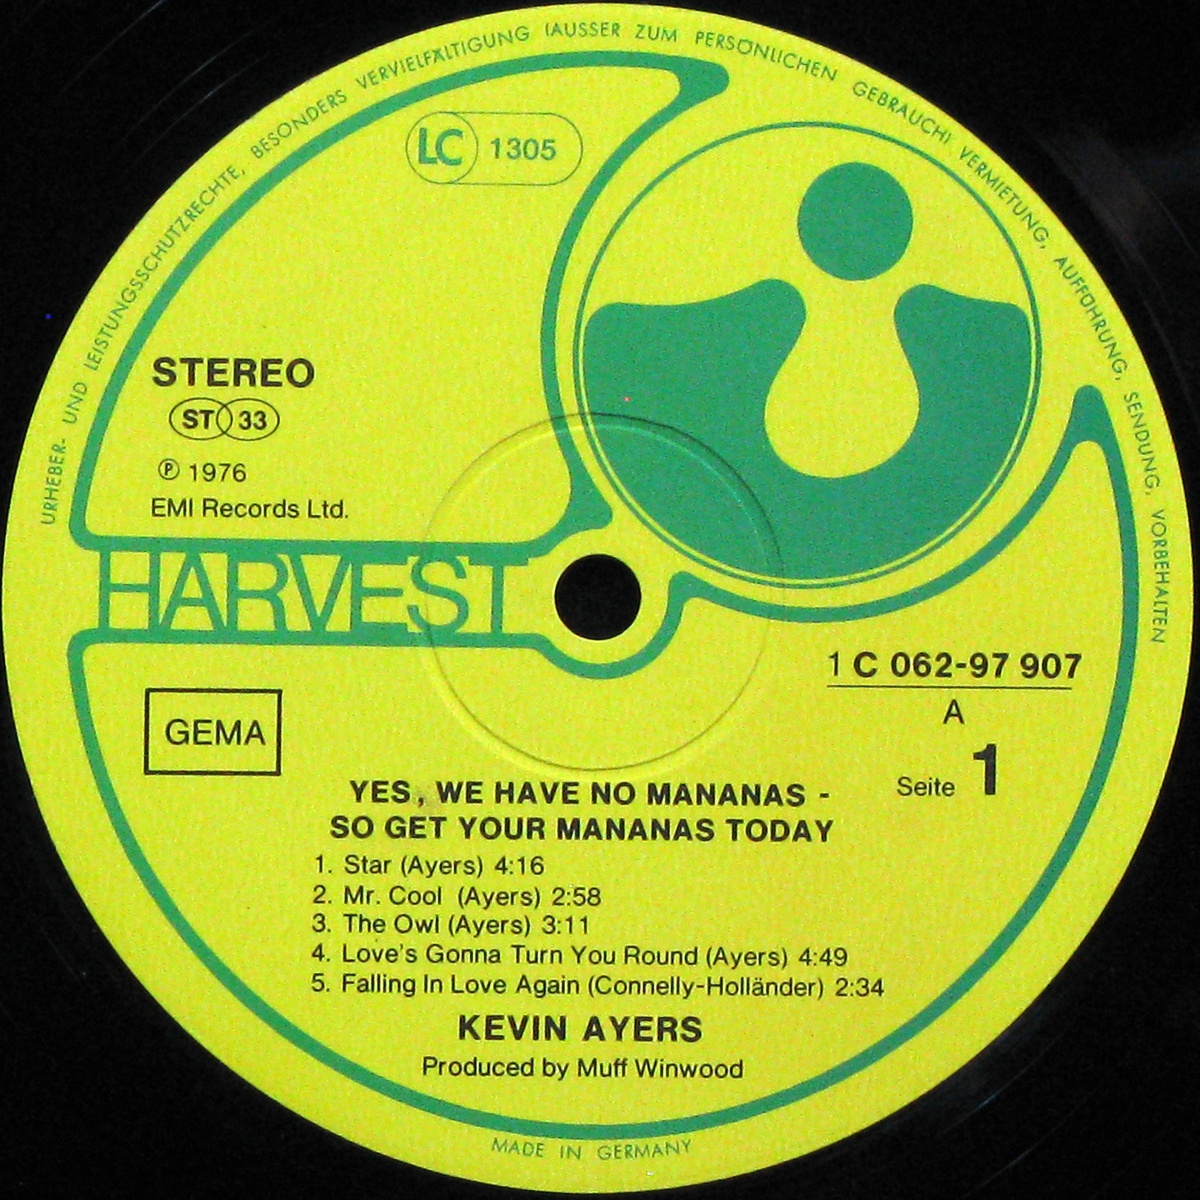 URHEBER- UND LEISTUNGSSCHUTZRECHTE, BESONDERS VERVIELFÄLTIGUNG (AUSSER ZUM PERSÖNLICHEN GEBRAUCH) VERMIETUNG, AUFFÜHRUNG, SENDUNG, VORBEHALTEN
LC 1305
STEREO
ST 33
℗ 1976
EMI Records Ltd.
HARVEST
1 C 062-97 907
A
GEMA
Seite 1
YES, WE HAVE NO MANANAS -
SO GET YOUR MANANAS TODAY
1. Star (Ayers) 4:16
2. Mr. Cool (Ayers) 2:58
3. The Owl (Ayers) 3:11
4. Love's Gonna Turn You Round (Ayers) 4:49
5. Falling In Love Again (Connelly-Holländer) 2:34
KEVIN AYERS
Produced by Muff Winwood
MADE IN GERMANY